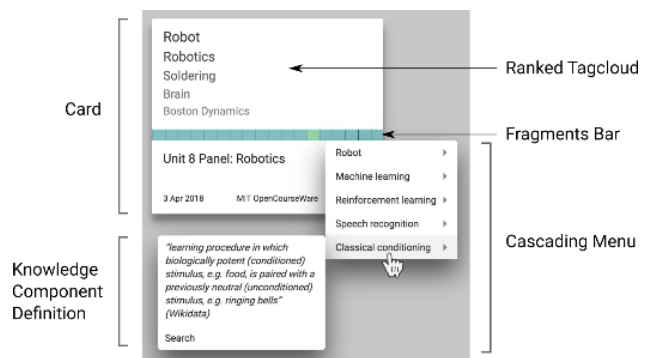 Robot
Robotics
Soldering
Brain
Boston Dynamics
Ranked Tagcloud
Card
Fragments Bar
Unit 8 Panel: Robotics
3 Apr 2018 MIT OpenCourseWare
Robot
Machine learning
Reinforcement learning
Speech recognition
Classical conditioning
Cascading Menu
Knowledge
Component
Definition
"learning procedure in which
biologically potent (conditioned)
stimulus, e.g. food, is paired with a
previously neutral (unconditioned)
stimulus, e.g. ringing bells"
(Wikidata)
Search